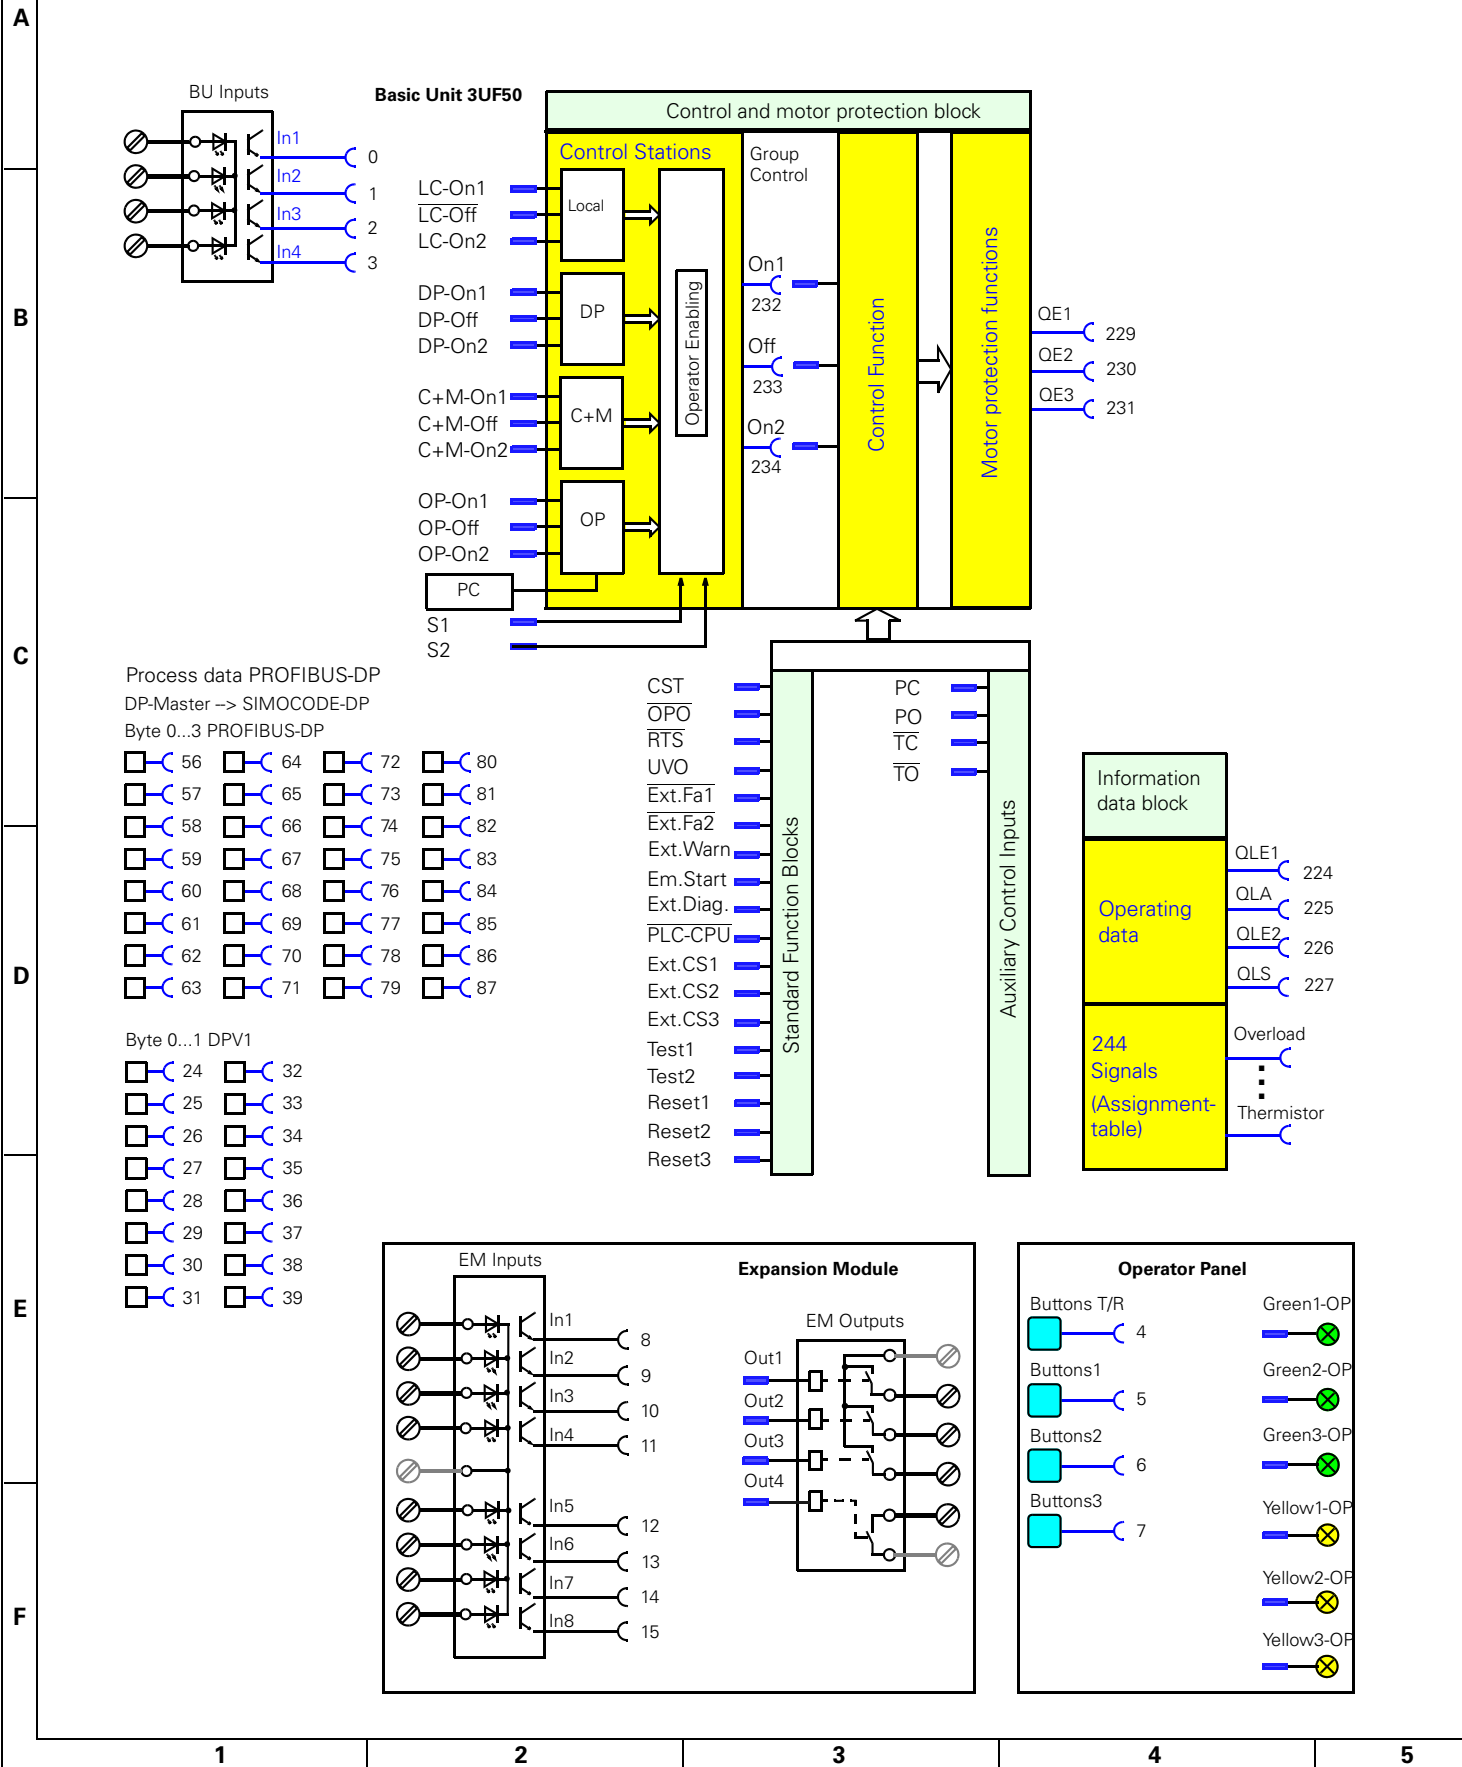 A
BU Inputs
Basic Unit 3UF50
Control and motor protection block
In1
0
In2
1
In3
2
In4
3
Control Stations
Group
Control
LC-On1
LC-Off
LC-On2
Local
DP-On1
DP-Off
DP-On2
DP
C+M-On1
C+M-Off
C+M-On2
C+M
OP-On1
OP-Off
OP-On2
OP
PC
S1
S2
Operator Enabling
On1
232
Off
233
On2
234
Control Function
Motor protection functions
QE1
229
QE2
230
QE3
231
B
C
Process data PROFIBUS-DP
DP-Master --> SIMOCODE-DP
Byte 0...3 PROFIBUS-DP
56 64 72 80
57 65 73 81
58 66 74 82
59 67 75 83
60 68 76 84
61 69 77 85
62 70 78 86
63 71 79 87
Byte 0...1 DPV1
24 32
25 33
26 34
27 35
28 36
29 37
30 38
31 39
CST
OPO
RTS
UVO
Ext.Fa1
Ext.Fa2
Ext.Warn
Em.Start
Ext.Diag.
PLC-CPU
Ext.CS1
Ext.CS2
Ext.CS3
Test1
Test2
Reset1
Reset2
Reset3
Standard Function Blocks
PC
PO
TC
TO
Auxiliary Control Inputs
Information
data block
Operating
data
QLE1
224
QLA
225
QLE2
226
QLS
227
244
Signals
(Assignment-
table)
Overload
Thermistor
D
E
EM Inputs
In1
8
In2
9
In3
10
In4
11
In5
12
In6
13
In7
14
In8
15
Expansion Module
EM Outputs
Out1
Out2
Out3
Out4
Operator Panel
Buttons T/R
4
Buttons1
5
Buttons2
6
Buttons3
7
Green1-OP
Green2-OP
Green3-OP
Yellow1-OP
Yellow2-OP
Yellow3-OP
F
1 2 3 4 5